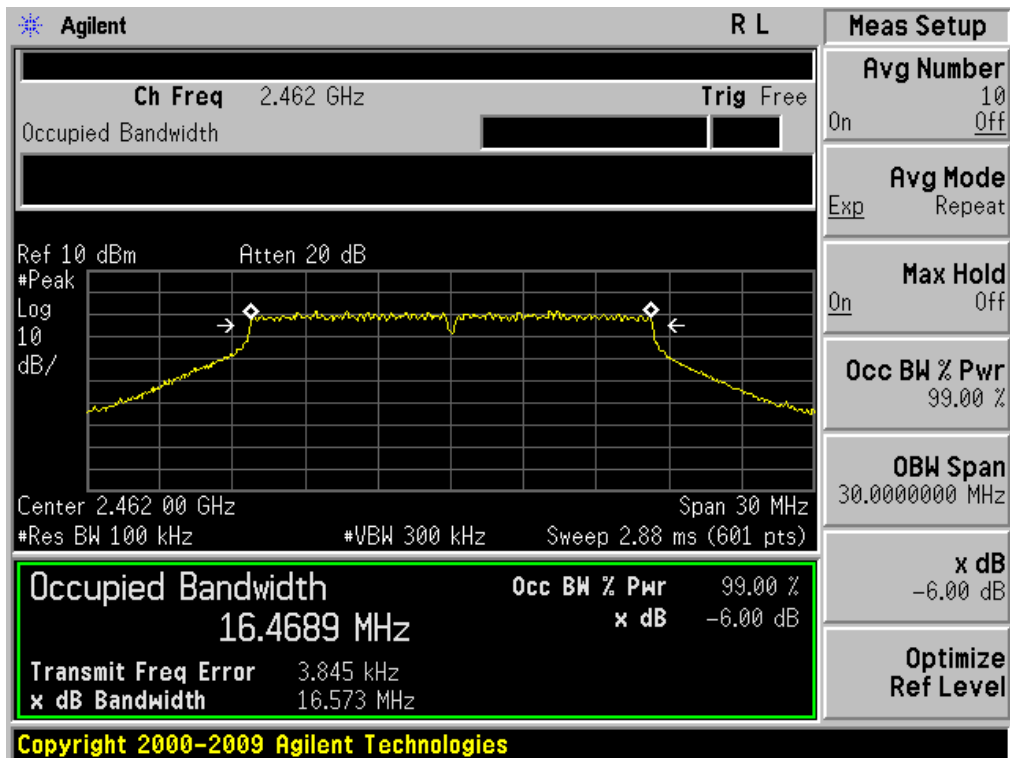 Agilent R L
Ch Freq 2.462 GHz Trig Free
Occupied Bandwidth
Ref 10 dBm Atten 20 dB
#Peak
Log
10
dB/
Center 2.462 00 GHz Span 30 MHz
#Res BW 100 kHz #VBW 300 kHz Sweep 2.88 ms (601 pts)
Occupied Bandwidth Occ BW % Pwr 99.00 %
16.4689 MHz x dB -6.00 dB
Transmit Freq Error 3.845 kHz
x dB Bandwidth 16.573 MHz
Copyright 2000-2009 Agilent Technologies
Meas Setup
Avg Number
10
On Off
Avg Mode
Exp Repeat
Max Hold
On Off
Occ BW % Pwr
99.00 %
OBW Span
30.0000000 MHz
x dB
-6.00 dB
Optimize
Ref Level